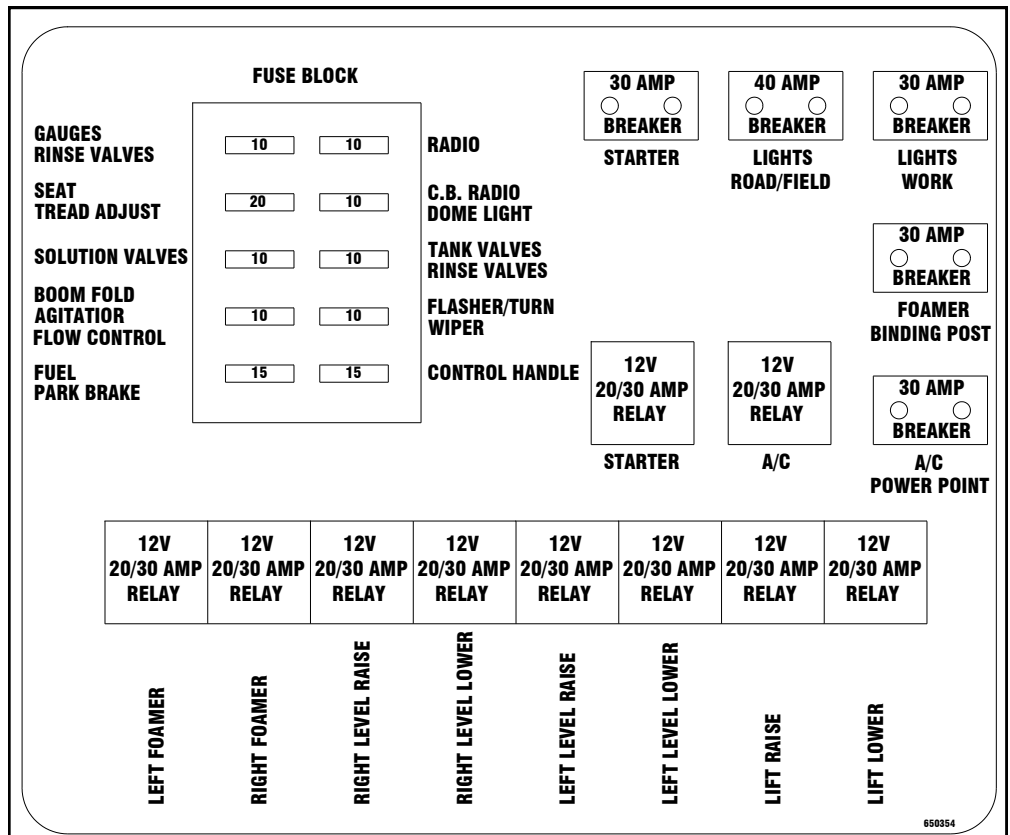 FUSE BLOCK
GAUGES
RINSE VALVES
10 10
RADIO
SEAT
TREAD ADJUST
20 10
C.B. RADIO
DOME LIGHT
SOLUTION VALVES
10 10
TANK VALVES
RINSE VALVES
BOOM FOLD
AGITATIOR
FLOW CONTROL
10 10
FLASHER/TURN
WIPER
FUEL
PARK BRAKE
15 15
CONTROL HANDLE
30 AMP
BREAKER
STARTER
40 AMP
BREAKER
LIGHTS
ROAD/FIELD
30 AMP
BREAKER
LIGHTS
WORK
30 AMP
BREAKER
FOAMER
BINDING POST
12V
20/30 AMP
RELAY
STARTER
12V
20/30 AMP
RELAY
A/C
30 AMP
BREAKER
A/C
POWER POINT
12V
20/30 AMP
RELAY
LEFT FOAMER
12V
20/30 AMP
RELAY
RIGHT FOAMER
12V
20/30 AMP
RELAY
RIGHT LEVEL RAISE
12V
20/30 AMP
RELAY
RIGHT LEVEL LOWER
12V
20/30 AMP
RELAY
LEFT LEVEL RAISE
12V
20/30 AMP
RELAY
LEFT LEVEL LOWER
12V
20/30 AMP
RELAY
LIFT RAISE
12V
20/30 AMP
RELAY
LIFT LOWER
650354